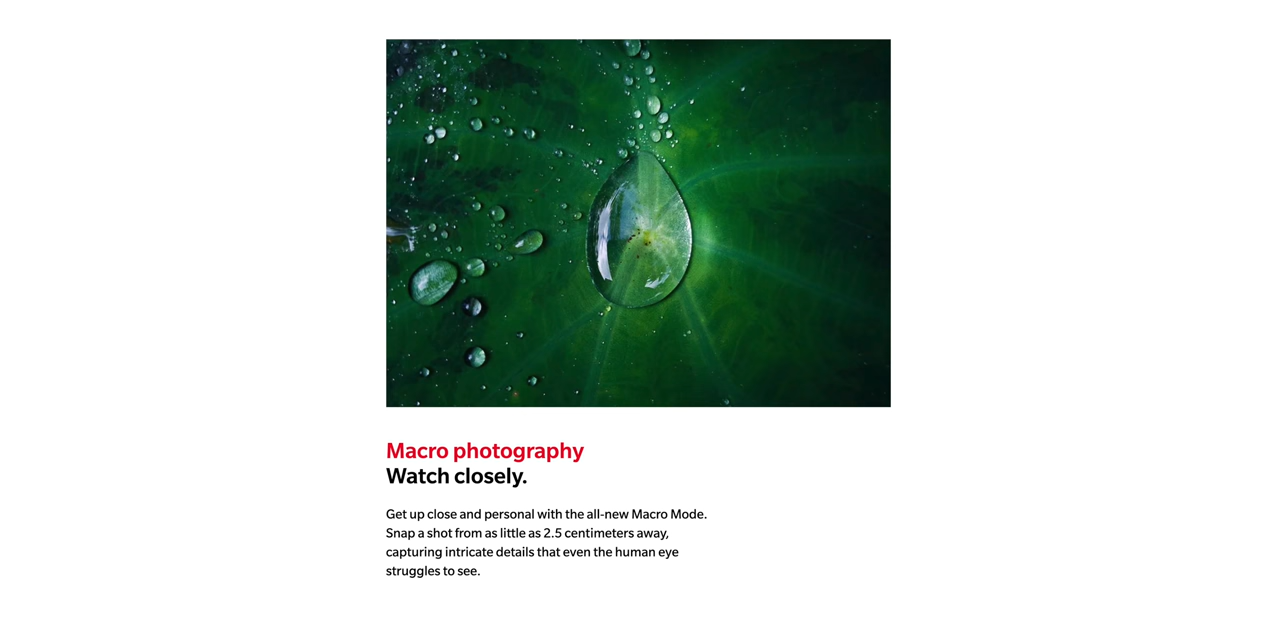 Macro photography
Watch closely.
Get up close and personal with the all-new Macro Mode.
Snap a shot from as little as 2.5 centimeters away,
capturing intricate details that even the human eye
struggles to see.